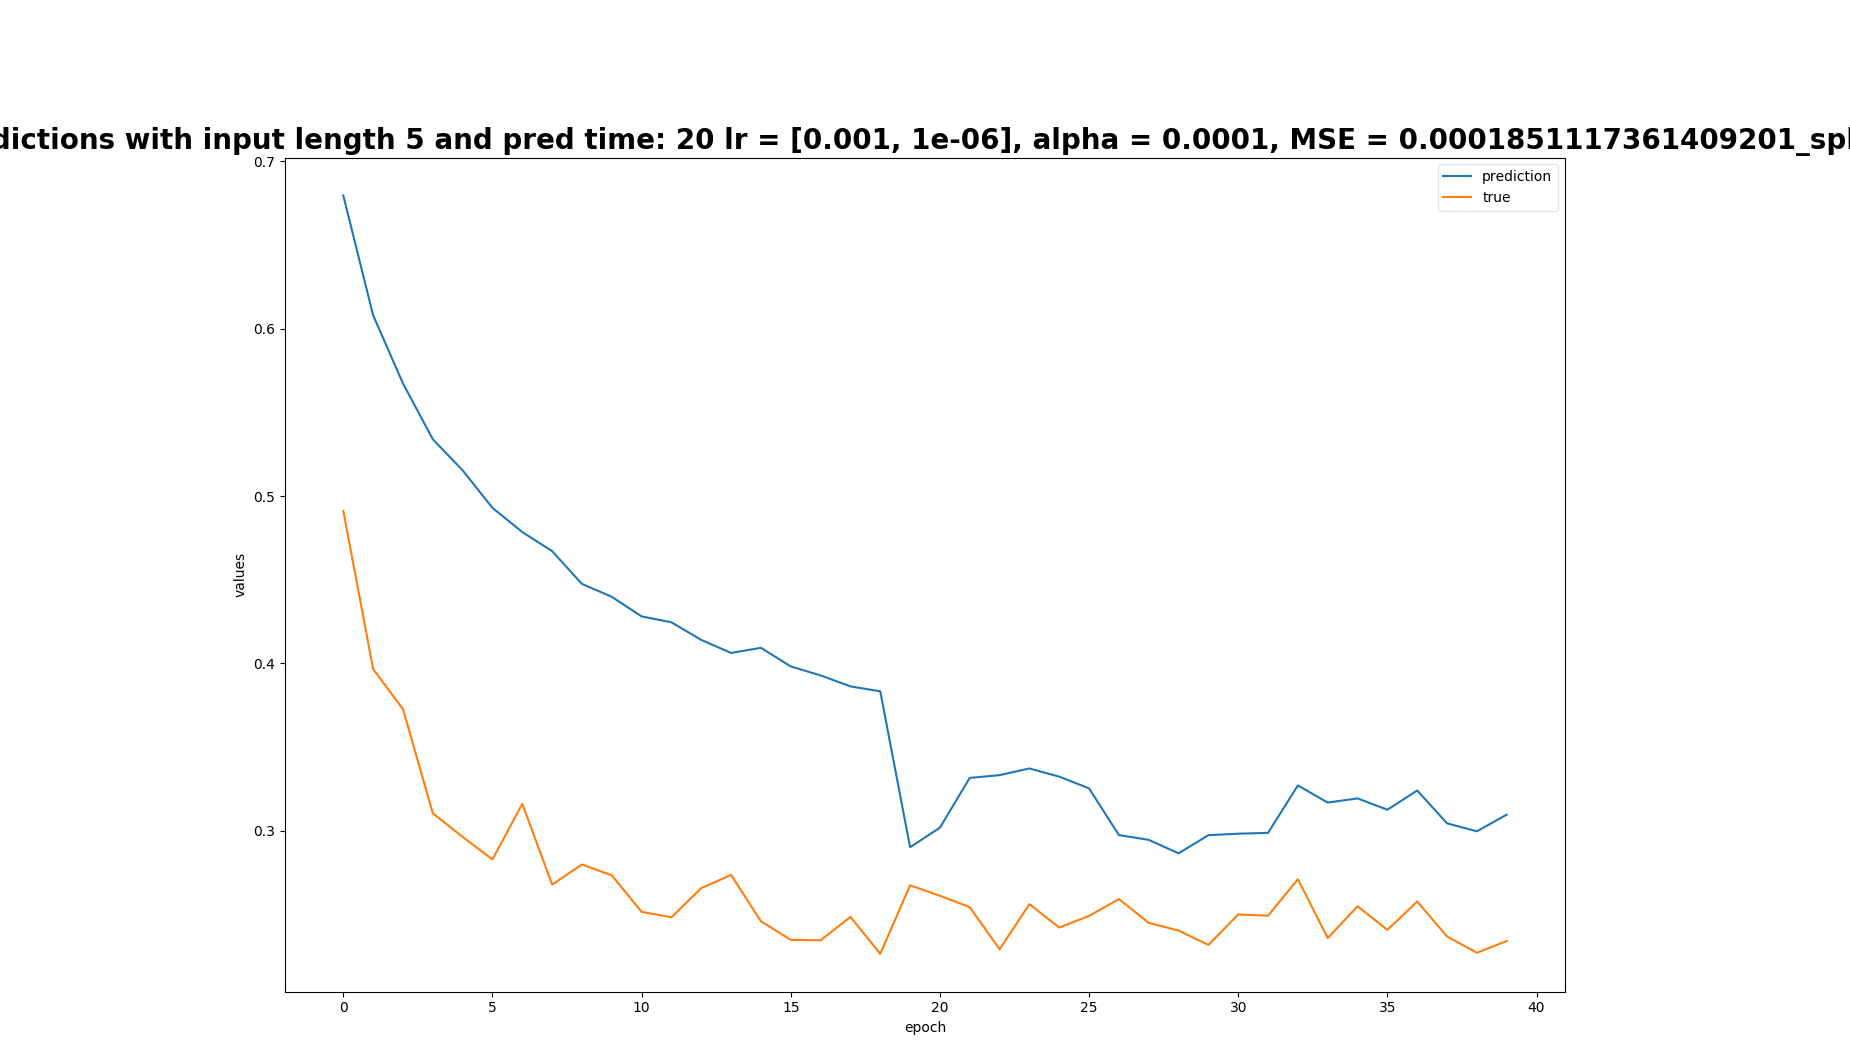 dictions with input length 5 and pred time: 20 lr = [0.001, 1e-06], alpha = 0.0001, MSE = 0.0001851117361409201_spl
prediction
true
0.7
0.6
0.5
0.4
0.3
values
0
5
10
15
20
25
30
35
40
epoch